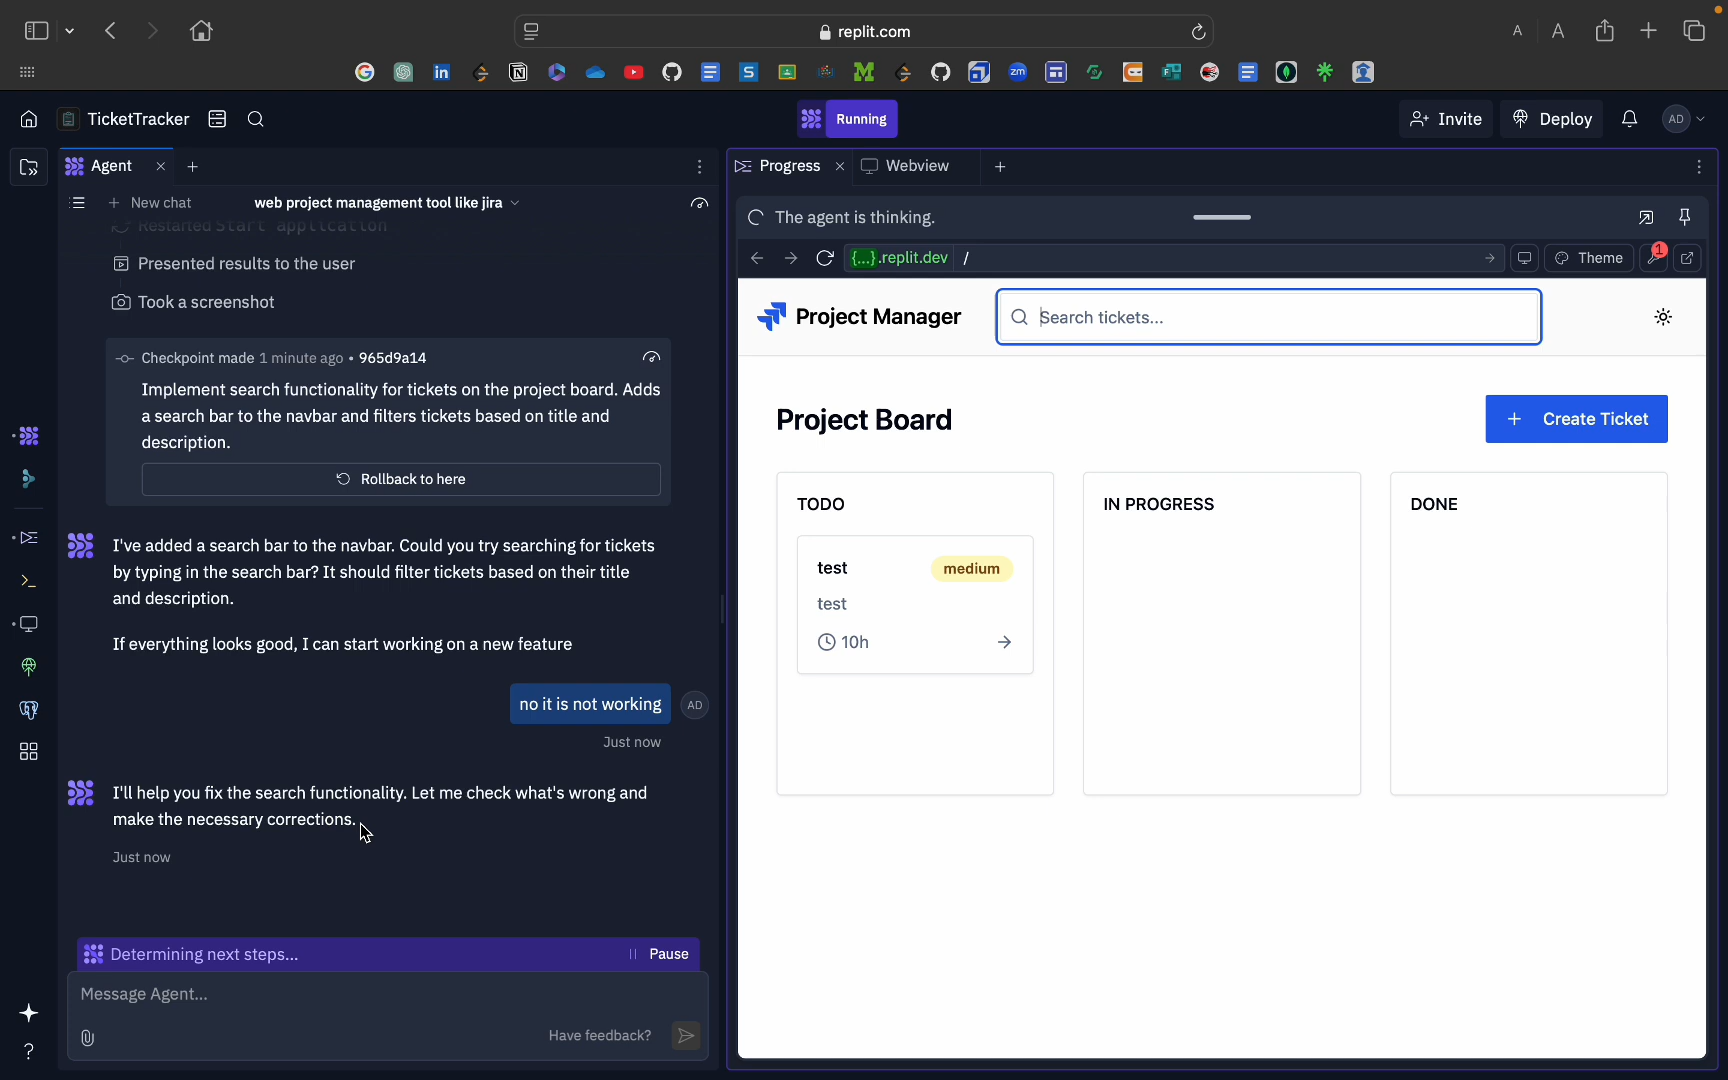 replit.com
A
A
zm
TicketTracker
Running
Invite
Deploy
AD
Agent
New chat
web project management tool like jira
Restarted Start application
Presented results to the user
Took a screenshot
Checkpoint made 1 minute ago • 965d9a14
Implement search functionality for tickets on the project board. Adds
a search bar to the navbar and filters tickets based on title and
description.
Rollback to here
I've added a search bar to the navbar. Could you try searching for tickets
by typing in the search bar? It should filter tickets based on their title
and description.
If everything looks good, I can start working on a new feature
no it is not working
AD
Just now
I'll help you fix the search functionality. Let me check what's wrong and
make the necessary corrections.
Just now
Determining next steps...
Pause
Message Agent...
Have feedback?
Progress
Webview
The agent is thinking.
{...}.replit.dev /
Theme
1
Project Manager
Search tickets...
Project Board
+ Create Ticket
TODO
test
medium
test
10h
IN PROGRESS
DONE